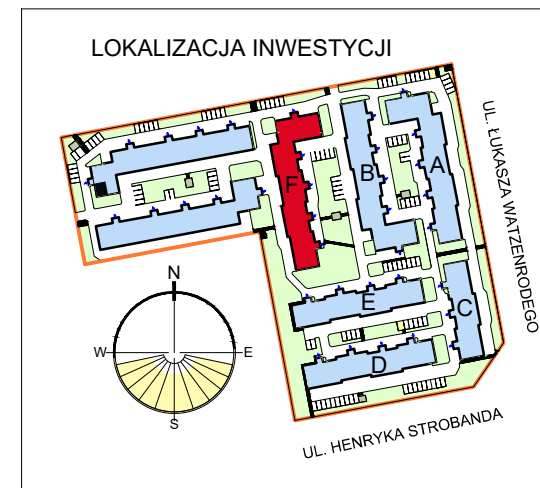 LOKALIZACJA INWESTYCJI
UL. ŁUKASZA WATZENRODEGO
F
B
A
E
C
D
N
W
E
S
UL. HENRYKA STROBANDA